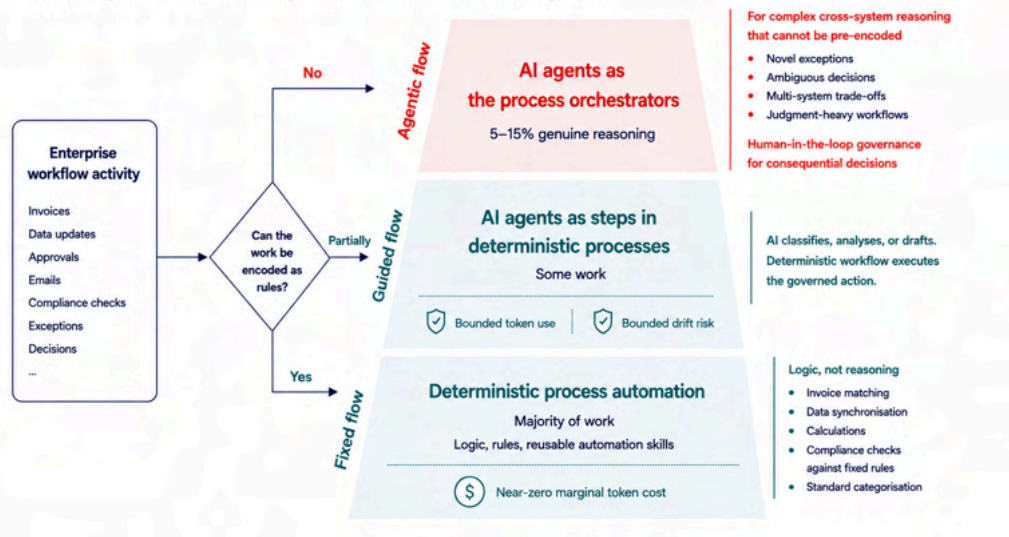 Enterprise
workflow activity
Invoices
Data updates
Approvals
Emails
Compliance checks
Exceptions
Decisions
...
Can the
work be
encoded as
rules?
No
Partially
Yes
Agentic flow
AI agents as
the process orchestrators
5–15% genuine reasoning
For complex cross-system reasoning
that cannot be pre-encoded
• Novel exceptions
• Ambiguous decisions
• Multi-system trade-offs
• Judgment-heavy workflows
Human-in-the-loop governance
for consequential decisions
Guided flow
AI agents as steps in
deterministic processes
Some work
Bounded token use
Bounded drift risk
AI classifies, analyses, or drafts.
Deterministic workflow executes
the governed action.
Fixed flow
Deterministic process automation
Majority of work
Logic, rules, reusable automation skills
$
Near-zero marginal token cost
Logic, not reasoning
• Invoice matching
• Data synchronisation
• Calculations
• Compliance checks
against fixed rules
• Standard categorisation